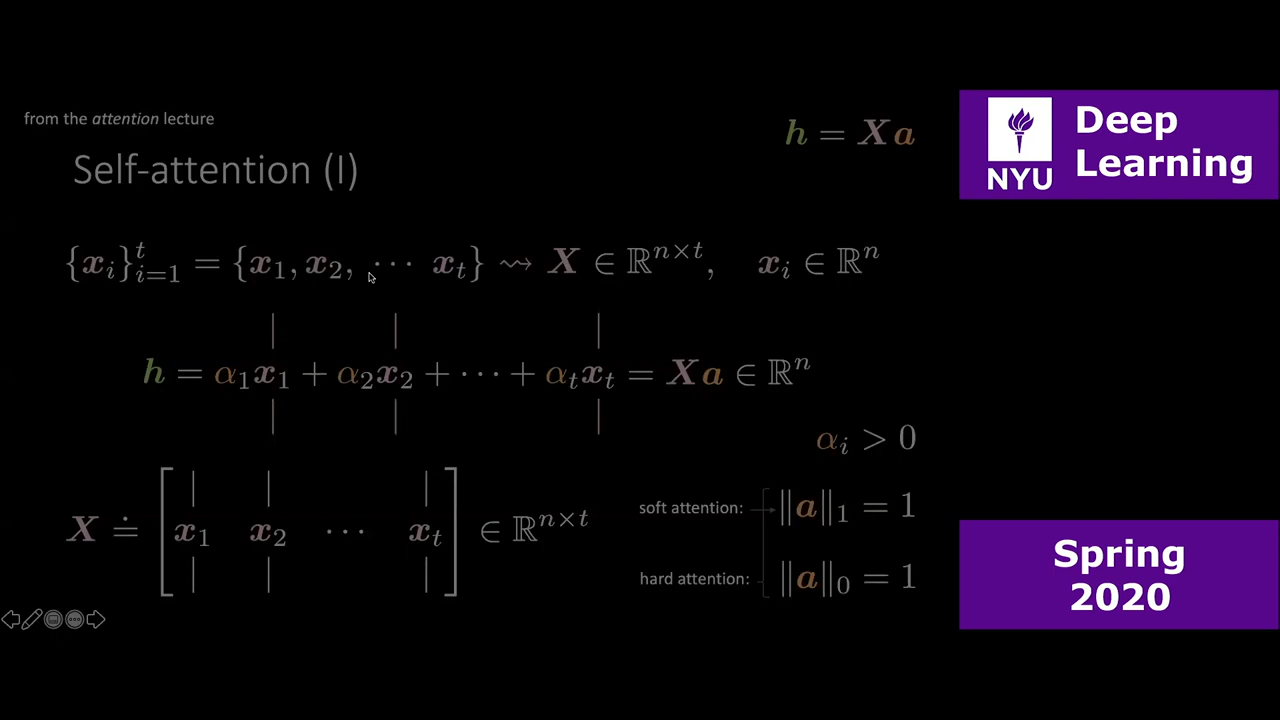 from the attention lecture
h = Xa
Self-attention (I)
{x_i}_{i=1}^t = {x_1, x_2, ⋯ x_t} ⇝ X ∈ ℝ^{n×t}, x_i ∈ ℝ^n
h = α_1x_1 + α_2x_2 + ⋯ + α_tx_t = Xa ∈ ℝ^n
α_i > 0
X ≐ [x_1 x_2 ⋯ x_t] ∈ ℝ^{n×t}
soft attention: ‖a‖_1 = 1
hard attention: ‖a‖_0 = 1
NYU
Deep
Learning
Spring
2020